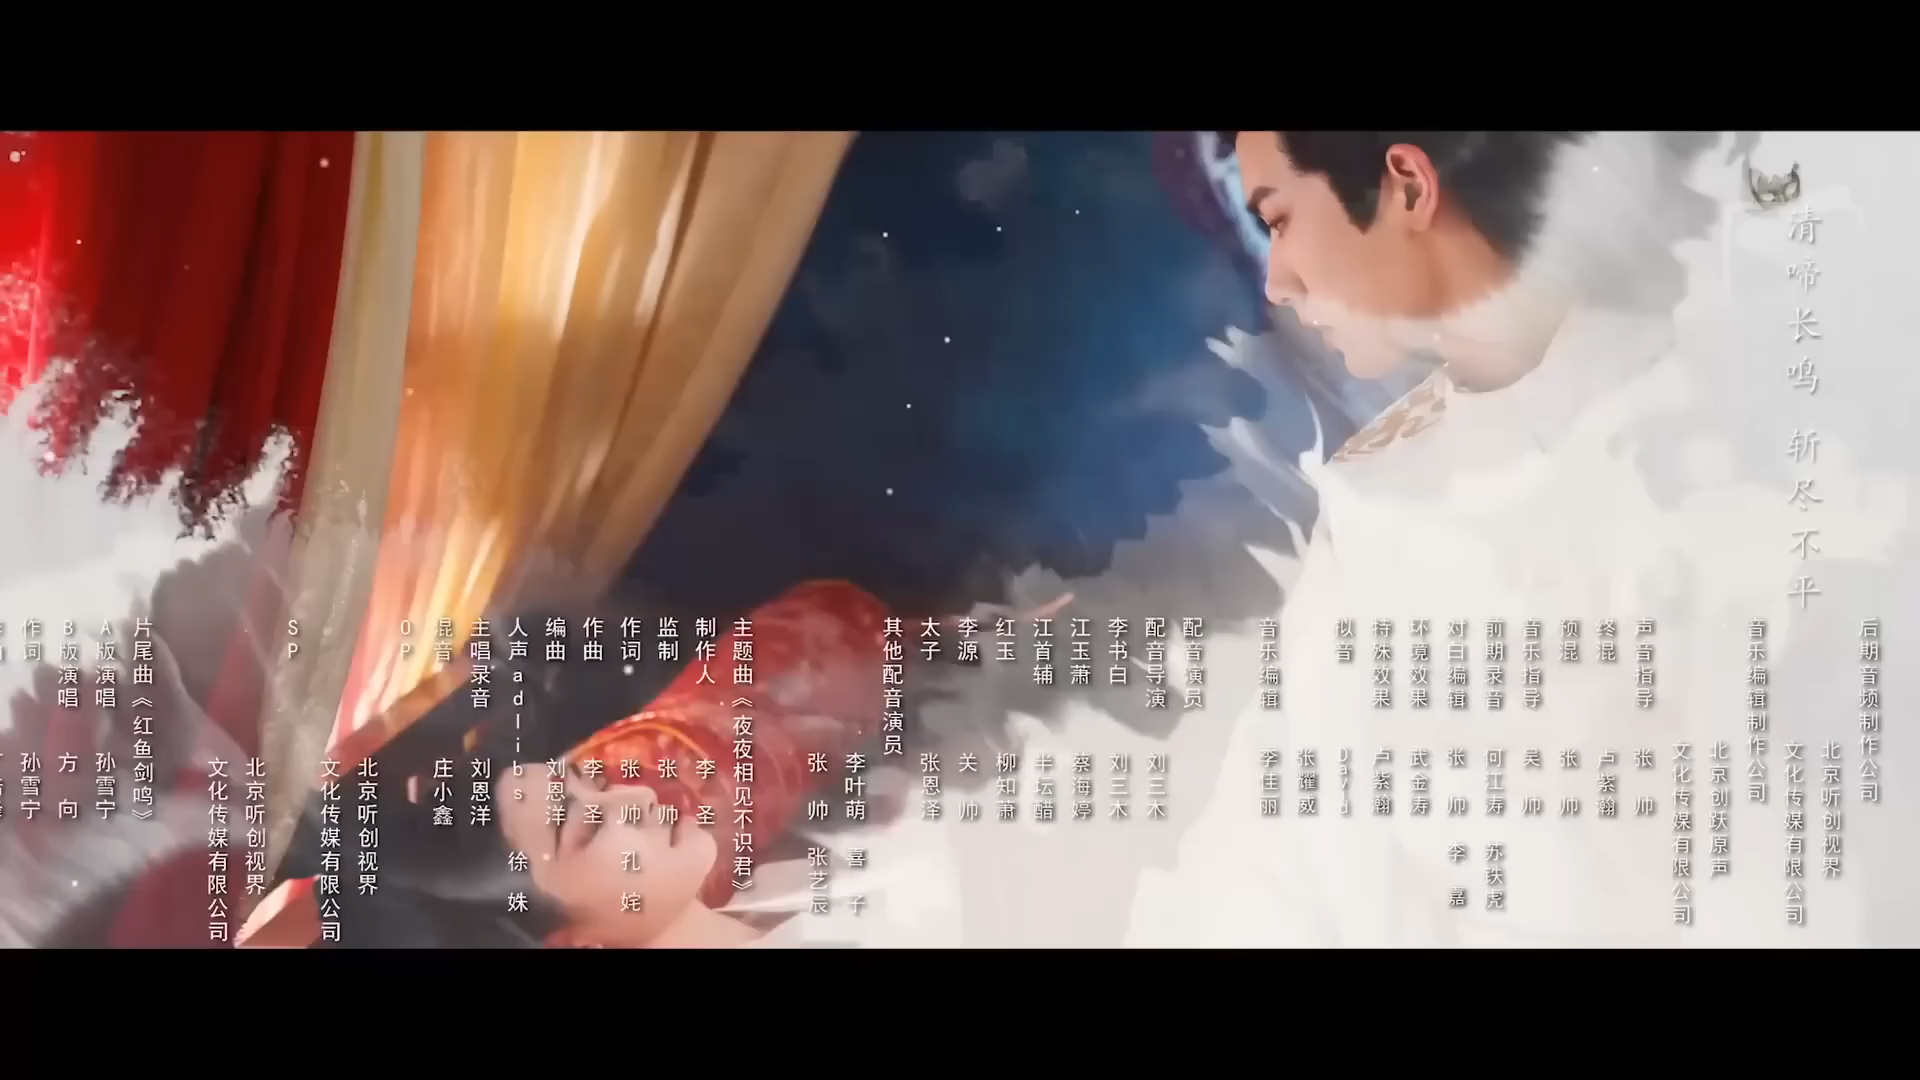 清啼长鸣 斩尽不平
后期音频制作公司
北京听创视界
文化传媒有限公司
音乐编辑制作公司
北京创跃原声
文化传媒有限公司
声音指导 张帅
终混 卢紫瀚
预混 张帅
音乐指导 吴帅
前期录音 何江涛 苏轶虎
对白编辑 张帅 李嘉
环境效果 武金涛
特殊效果 卢紫瀚
拟音 David
张耀威
音乐编辑 李佳丽
配音演员
配音导演 刘三木
李书白 刘三木
江玉萧 蔡海婷
江首辅 半坛醋
红玉 柳知萧
李源 关帅
太子 张恩泽
其他配音演员
李叶萌 喜子
张帅 张艺辰
主题曲《夜夜相见不识君》
制作人 李圣
监制 张帅
作词 张帅 孔姹
作曲 李圣
编曲 刘恩洋
人声adlibs 徐姝
主唱录音 刘恩洋
混音 庄小鑫
OP
北京听创视界
文化传媒有限公司
SP
北京听创视界
文化传媒有限公司
片尾曲《红鱼剑鸣》
A版演唱 孙雪宁
B版演唱 方向
作词 孙雪宁